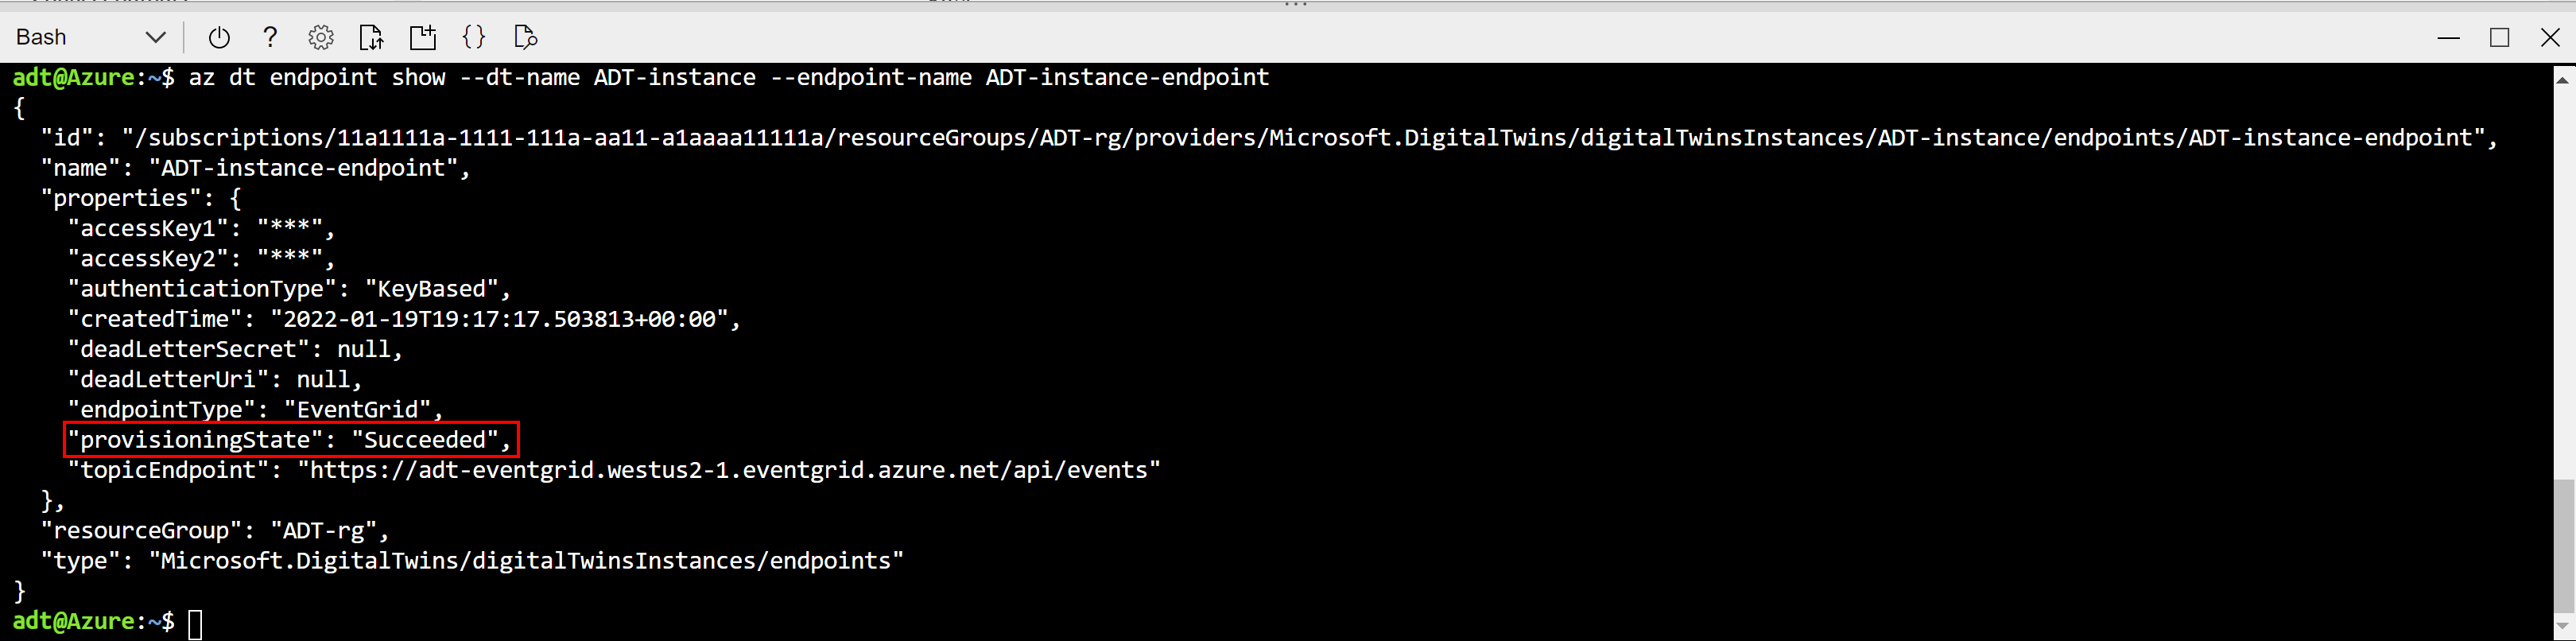 Bash
adt@Azure:~$ az dt endpoint show --dt-name ADT-instance --endpoint-name ADT-instance-endpoint
{
"id": "/subscriptions/11a1111a-1111-111a-aa11-a1aaaa11111a/resourceGroups/ADT-rg/providers/Microsoft.DigitalTwins/digitalTwinsInstances/ADT-instance/endpoints/ADT-instance-endpoint",
"name": "ADT-instance-endpoint",
"properties": {
"accessKey1": "***",
"accessKey2": "***",
"authenticationType": "KeyBased",
"createdTime": "2022-01-19T19:17:17.503813+00:00",
"deadLetterSecret": null,
"deadLetterUri": null,
"endpointType": "EventGrid",
"provisioningState": "Succeeded",
"topicEndpoint": "https://adt-eventgrid.westus2-1.eventgrid.azure.net/api/events"
},
"resourceGroup": "ADT-rg",
"type": "Microsoft.DigitalTwins/digitalTwinsInstances/endpoints"
}
adt@Azure:~$